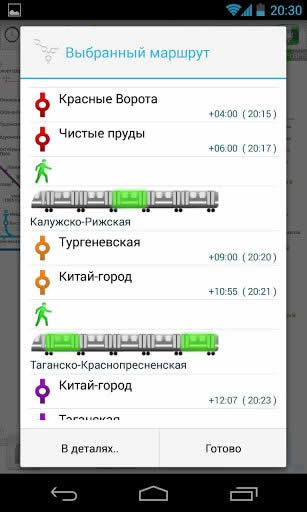 20:30
Выбранный маршрут
Красные Ворота
+04:00 ( 20:15 )
Чистые пруды
+06:00 ( 20:17 )
Калужско-Рижская
Тургеневская
+09:00 ( 20:20 )
Китай-город
+10:55 ( 20:21 )
Таганско-Краснопресненская
Китай-город
+12:07 ( 20:23 )
Таганская
В деталях..
Готово